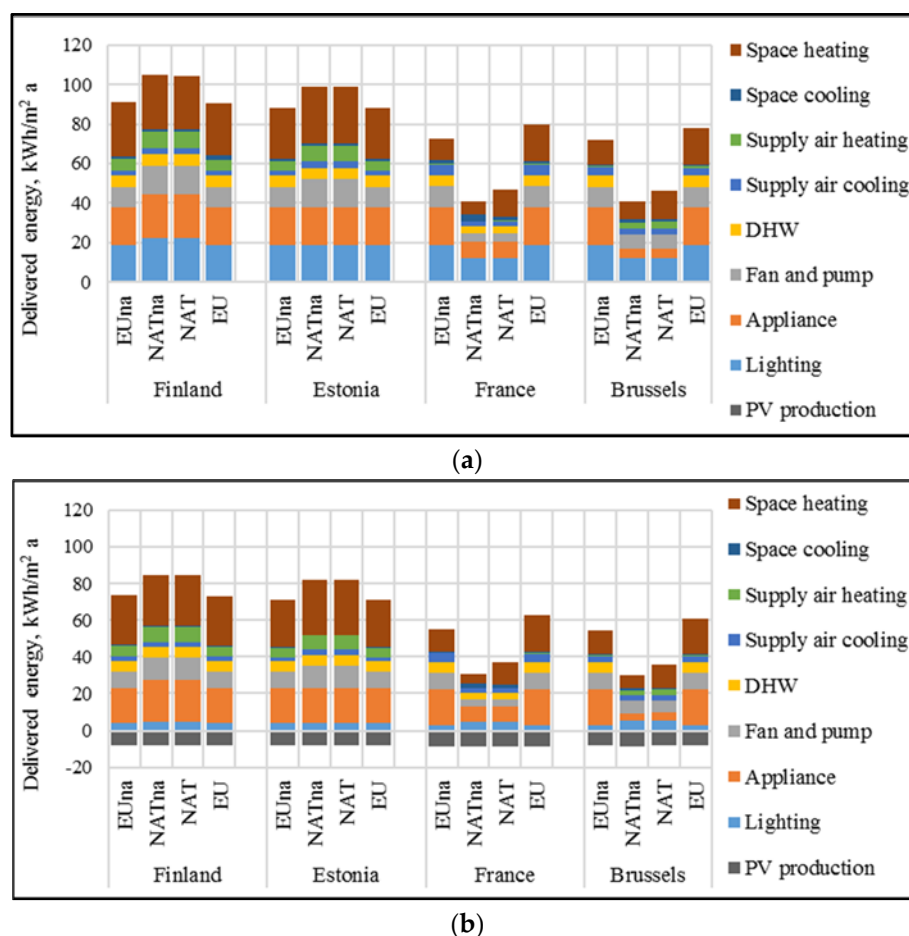 120
100
80
60
40
20
0
Delivered energy, kWh/m² a
EUna
NATna
NAT
EU
EUna
NATna
NAT
EU
EUna
NATna
NAT
EU
EUna
NATna
NAT
EU
Finland
Estonia
France
Brussels
Space heating
Space cooling
Supply air heating
Supply air cooling
DHW
Fan and pump
Appliance
Lighting
PV production
(a)
120
100
80
60
40
20
0
-20
Delivered energy, kWh/m² a
EUna
NATna
NAT
EU
EUna
NATna
NAT
EU
EUna
NATna
NAT
EU
EUna
NATna
NAT
EU
Finland
Estonia
France
Brussels
Space heating
Space cooling
Supply air heating
Supply air cooling
DHW
Fan and pump
Appliance
Lighting
PV production
(b)